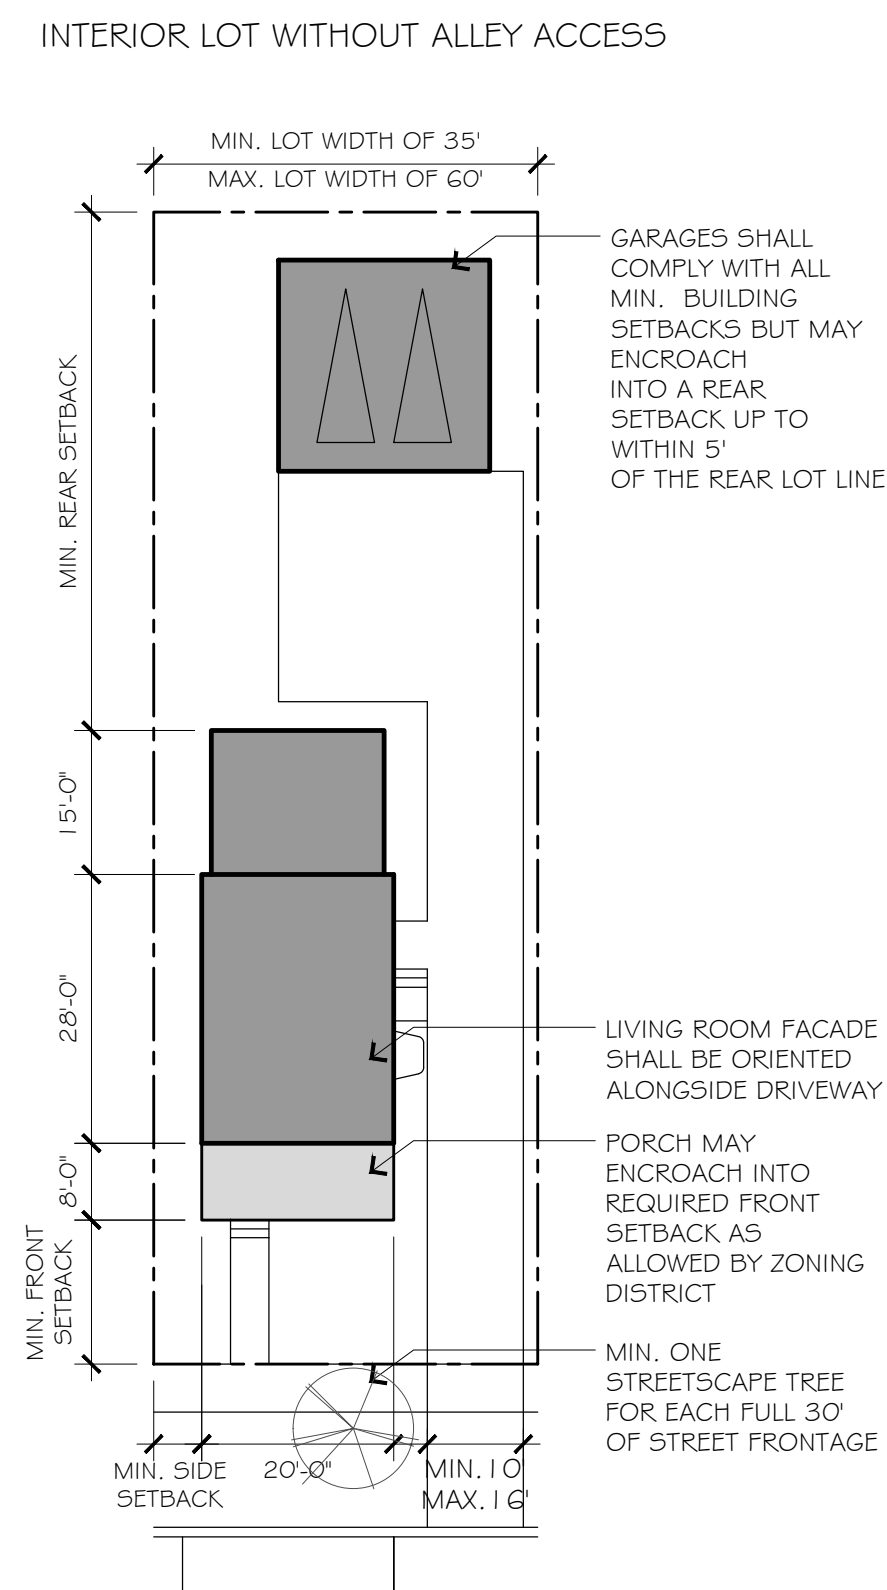 INTERIOR LOT WITHOUT ALLEY ACCESS
MIN. LOT WIDTH OF 35'
MAX. LOT WIDTH OF 60'
GARAGES SHALL
COMPLY WITH ALL
MIN. BUILDING
SETBACKS BUT MAY
ENCROACH
INTO A REAR
SETBACK UP TO
WITHIN 5'
OF THE REAR LOT LINE
MIN. REAR SETBACK
15'-0"
28'-0"
LIVING ROOM FACADE
SHALL BE ORIENTED
ALONGSIDE DRIVEWAY
8'-0"
PORCH MAY
ENCROACH INTO
REQUIRED FRONT
SETBACK AS
ALLOWED BY ZONING
DISTRICT
MIN. FRONT
SETBACK
MIN. ONE
STREETSCAPE TREE
FOR EACH FULL 30'
OF STREET FRONTAGE
MIN. SIDE
SETBACK
20'-0"
MIN. 10'
MAX. 16'